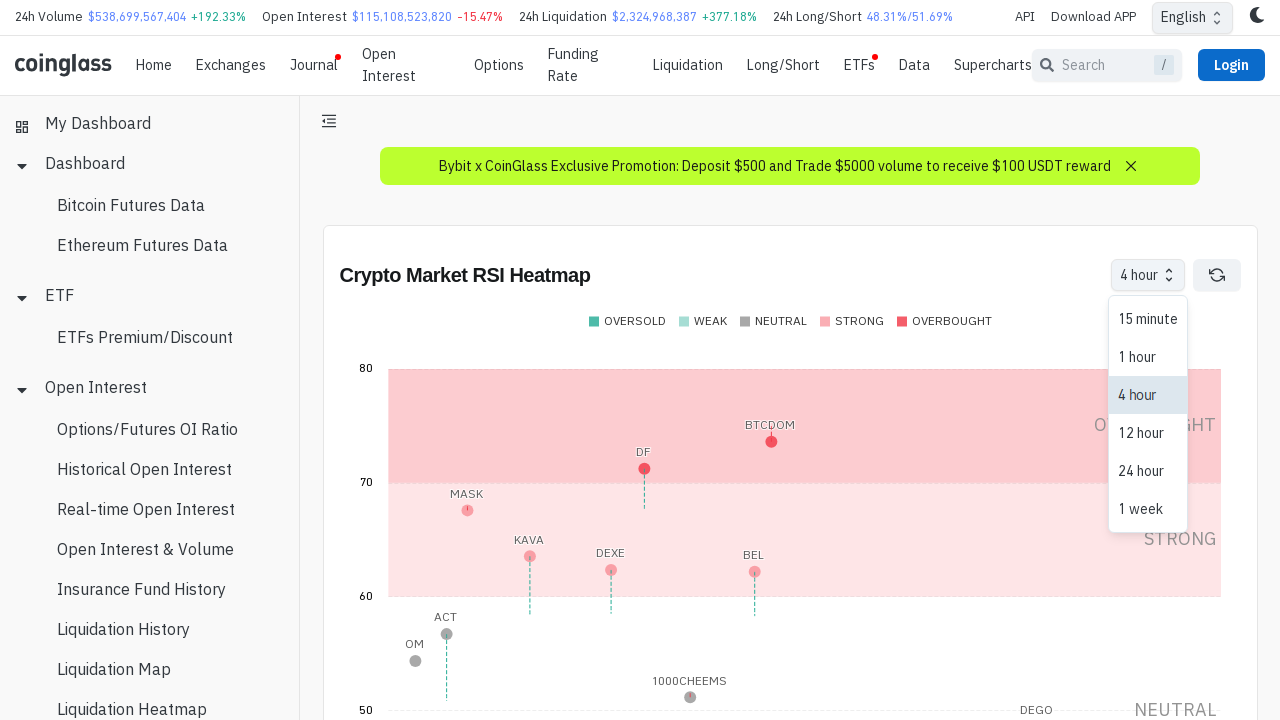 24h Volume $538,699,567,404 +192.33% Open Interest $115,108,523,820 -15.47% 24h Liquidation $2,324,968,387 +377.18% 24h Long/Short 48.31%/51.69% API Download APP English
coinglass Home Exchanges Journal Open Interest Options Funding Rate Liquidation Long/Short ETFs Data Supercharts Search / Login
My Dashboard
Dashboard
Bitcoin Futures Data
Ethereum Futures Data
ETF
ETFs Premium/Discount
Open Interest
Options/Futures OI Ratio
Historical Open Interest
Real-time Open Interest
Open Interest & Volume
Insurance Fund History
Liquidation History
Liquidation Map
Liquidation Heatmap
Bybit x CoinGlass Exclusive Promotion: Deposit $500 and Trade $5000 volume to receive $100 USDT reward
Crypto Market RSI Heatmap
4 hour
15 minute
1 hour
4 hour
12 hour
24 hour
1 week
OVERSOLD WEAK NEUTRAL STRONG OVERBOUGHT
80
BTCDOM
DF
70
MASK
KAVA
DEXE
BEL
STRONG
60
ACT
OM
1000CHEEMS
50
DEGO
NEUTRAL